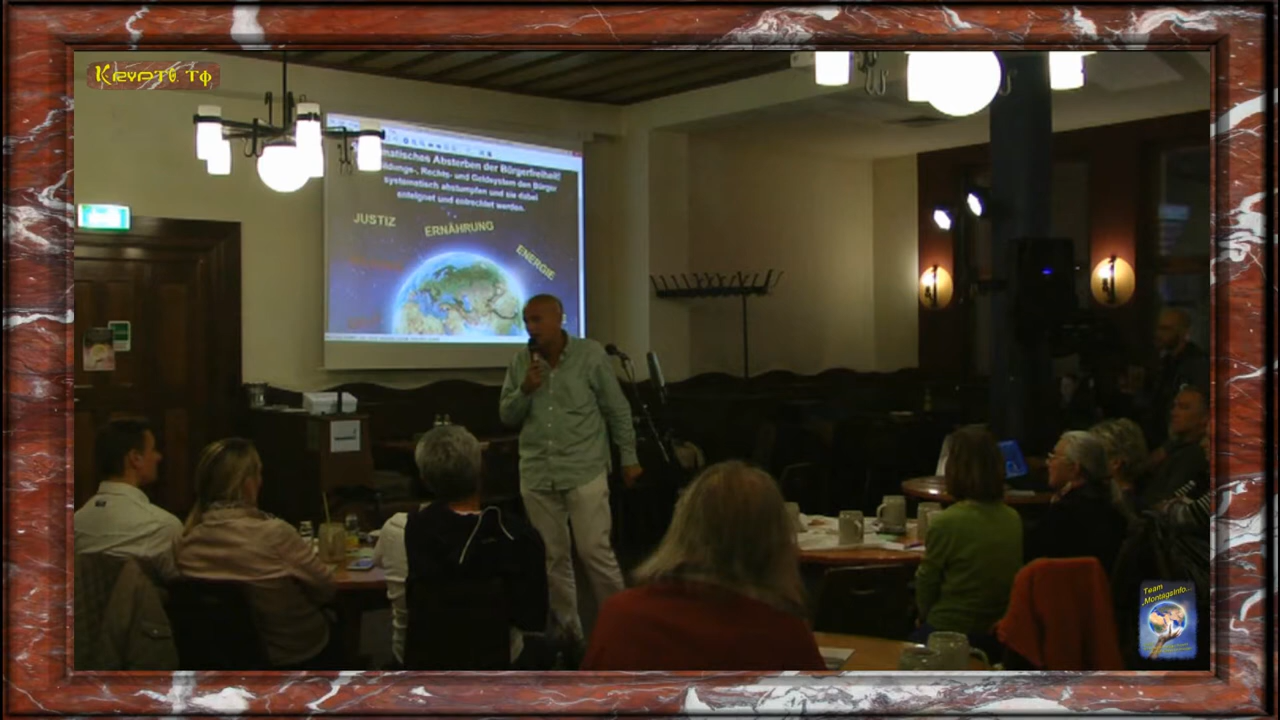 Krypto.TV
matisches Absterben der Bürgerfreiheit!
ldungs-, Rechts- und Geldsystem den Bürger
systematisch abstumpfen und sie dabei
enteignet und entrechtet werden.
JUSTIZ
ERNÄHRUNG
ENERGIE
Team
„MontagsInfo“